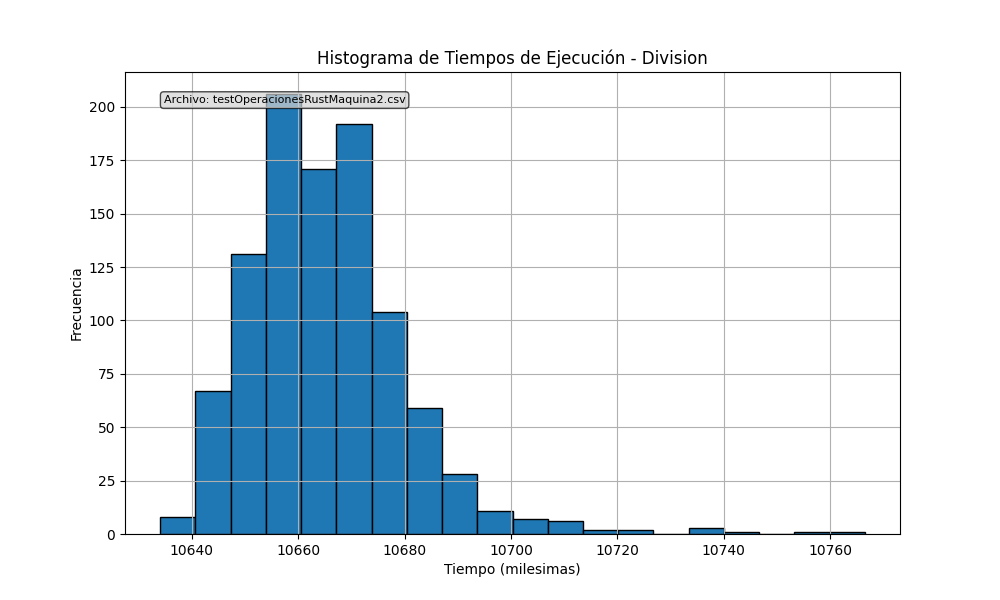 Histograma de Tiempos de Ejecución - Division
Archivo: testOperacionesRustMaquina2.csv
Frecuencia
200
175
150
125
100
75
50
25
0
10640 10660 10680 10700 10720 10740 10760
Tiempo (milesimas)